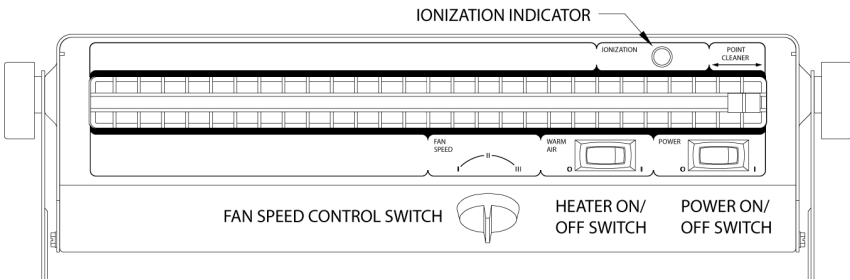 IONIZATION INDICATOR
IONIZATION
POINT
CLEANER
FAN
SPEED
I
II
III
WARM
AIR
O
I
POWER
O
I
FAN SPEED CONTROL SWITCH
HEATER ON/
OFF SWITCH
POWER ON/
OFF SWITCH